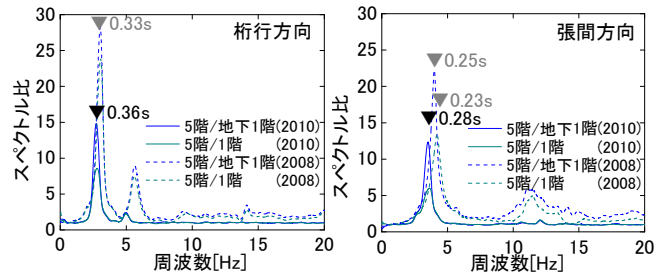 桁行方向
0.33s
0.36s
5階/地下1階(2010)
5階/1階 (2010)
5階/地下1階(2008)
5階/1階 (2008)
スペクトル比
30
25
20
15
10
5
0
0 5 10 15 20
周波数[Hz]
張間方向
0.25s
0.23s
0.28s
5階/地下1階(2010)
5階/1階 (2010)
5階/地下1階(2008)
5階/1階 (2008)
スペクトル比
30
25
20
15
10
5
0
0 5 10 15 20
周波数[Hz]